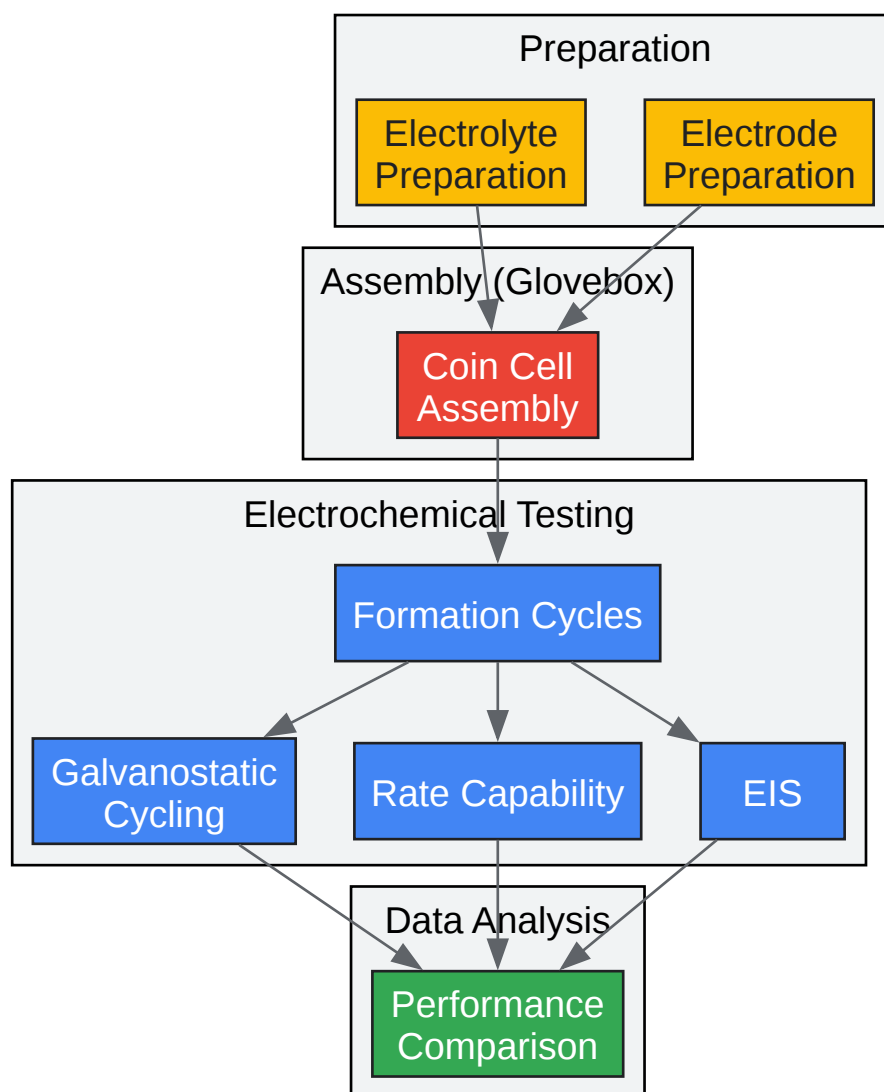 Preparation
Electrolyte
Preparation
Electrode
Preparation
Assembly (Glovebox)
Coin Cell
Assembly
Electrochemical Testing
Formation Cycles
Galvanostatic
Cycling
Rate Capability
EIS
Data Analysis
Performance
Comparison